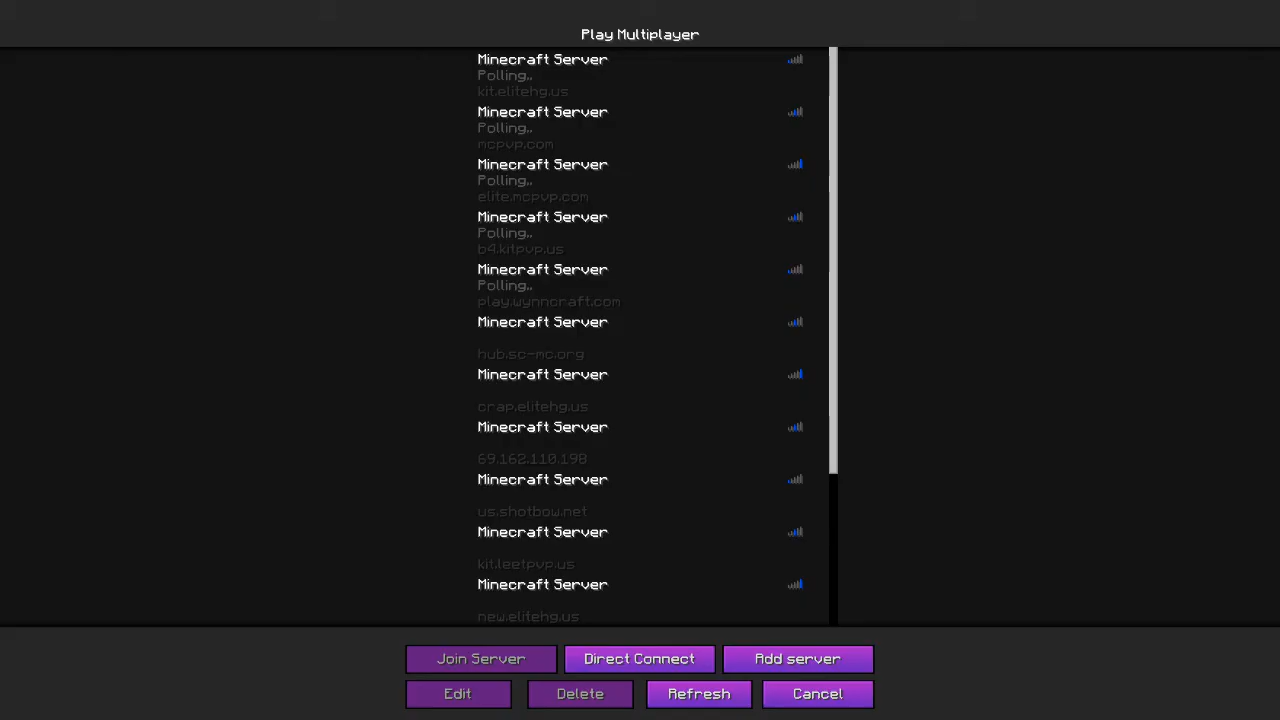 Play Multiplayer
Minecraft Server
Polling..
kit.elitehg.us
Minecraft Server
Polling..
mcpvp.com
Minecraft Server
Polling..
elite.mcpvp.com
Minecraft Server
Polling..
b4.kitpvp.us
Minecraft Server
Polling..
play.wynncraft.com
Minecraft Server
hub.sc-mc.org
Minecraft Server
crap.elitehg.us
Minecraft Server
69.162.110.198
Minecraft Server
us.shotbow.net
Minecraft Server
kit.leetpvp.us
Minecraft Server
new.elitehg.us
Join Server Direct Connect Add server
Edit Delete Refresh Cancel